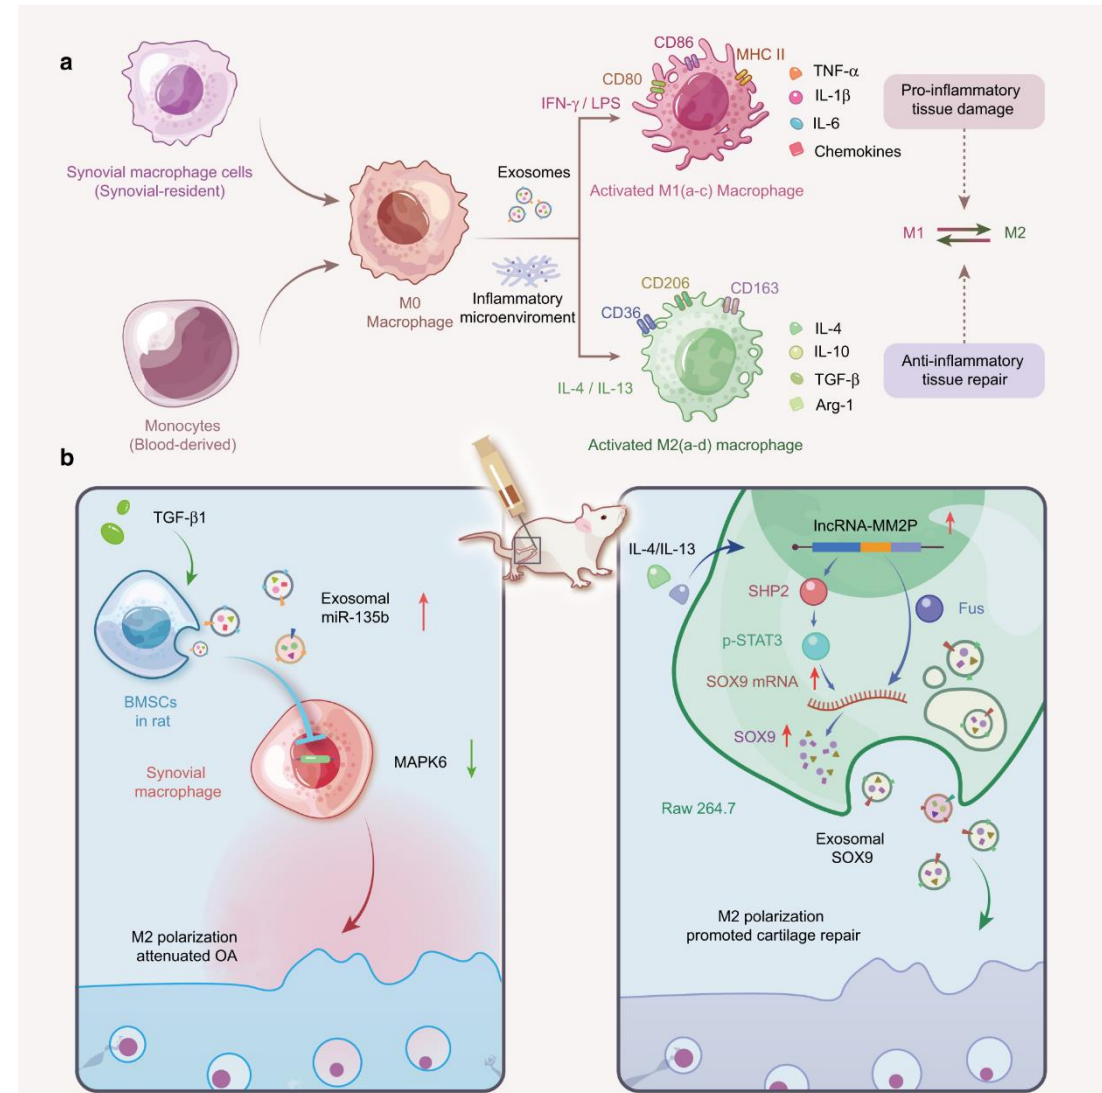 a
Synovial macrophage cells
(Synovial-resident)
Monocytes
(Blood-derived)
M0
Macrophage
Exosomes
Inflammatory
microenviroment
IFN-γ / LPS
CD80
CD86
MHC II
Activated M1(a-c) Macrophage
TNF-α
IL-1β
IL-6
Chemokines
IL-4 / IL-13
CD36
CD206
CD163
Activated M2(a-d) macrophage
IL-4
IL-10
TGF-β
Arg-1
Pro-inflammatory
tissue damage
M1
M2
Anti-inflammatory
tissue repair
b
TGF-β1
BMSCs
in rat
Exosomal
miR-135b
Synovial
macrophage
MAPK6
M2 polarization
attenuated OA
IL-4/IL-13
lncRNA-MM2P
SHP2
Fus
p-STAT3
SOX9 mRNA
SOX9
Raw 264.7
Exosomal
SOX9
M2 polarization
promoted cartilage repair